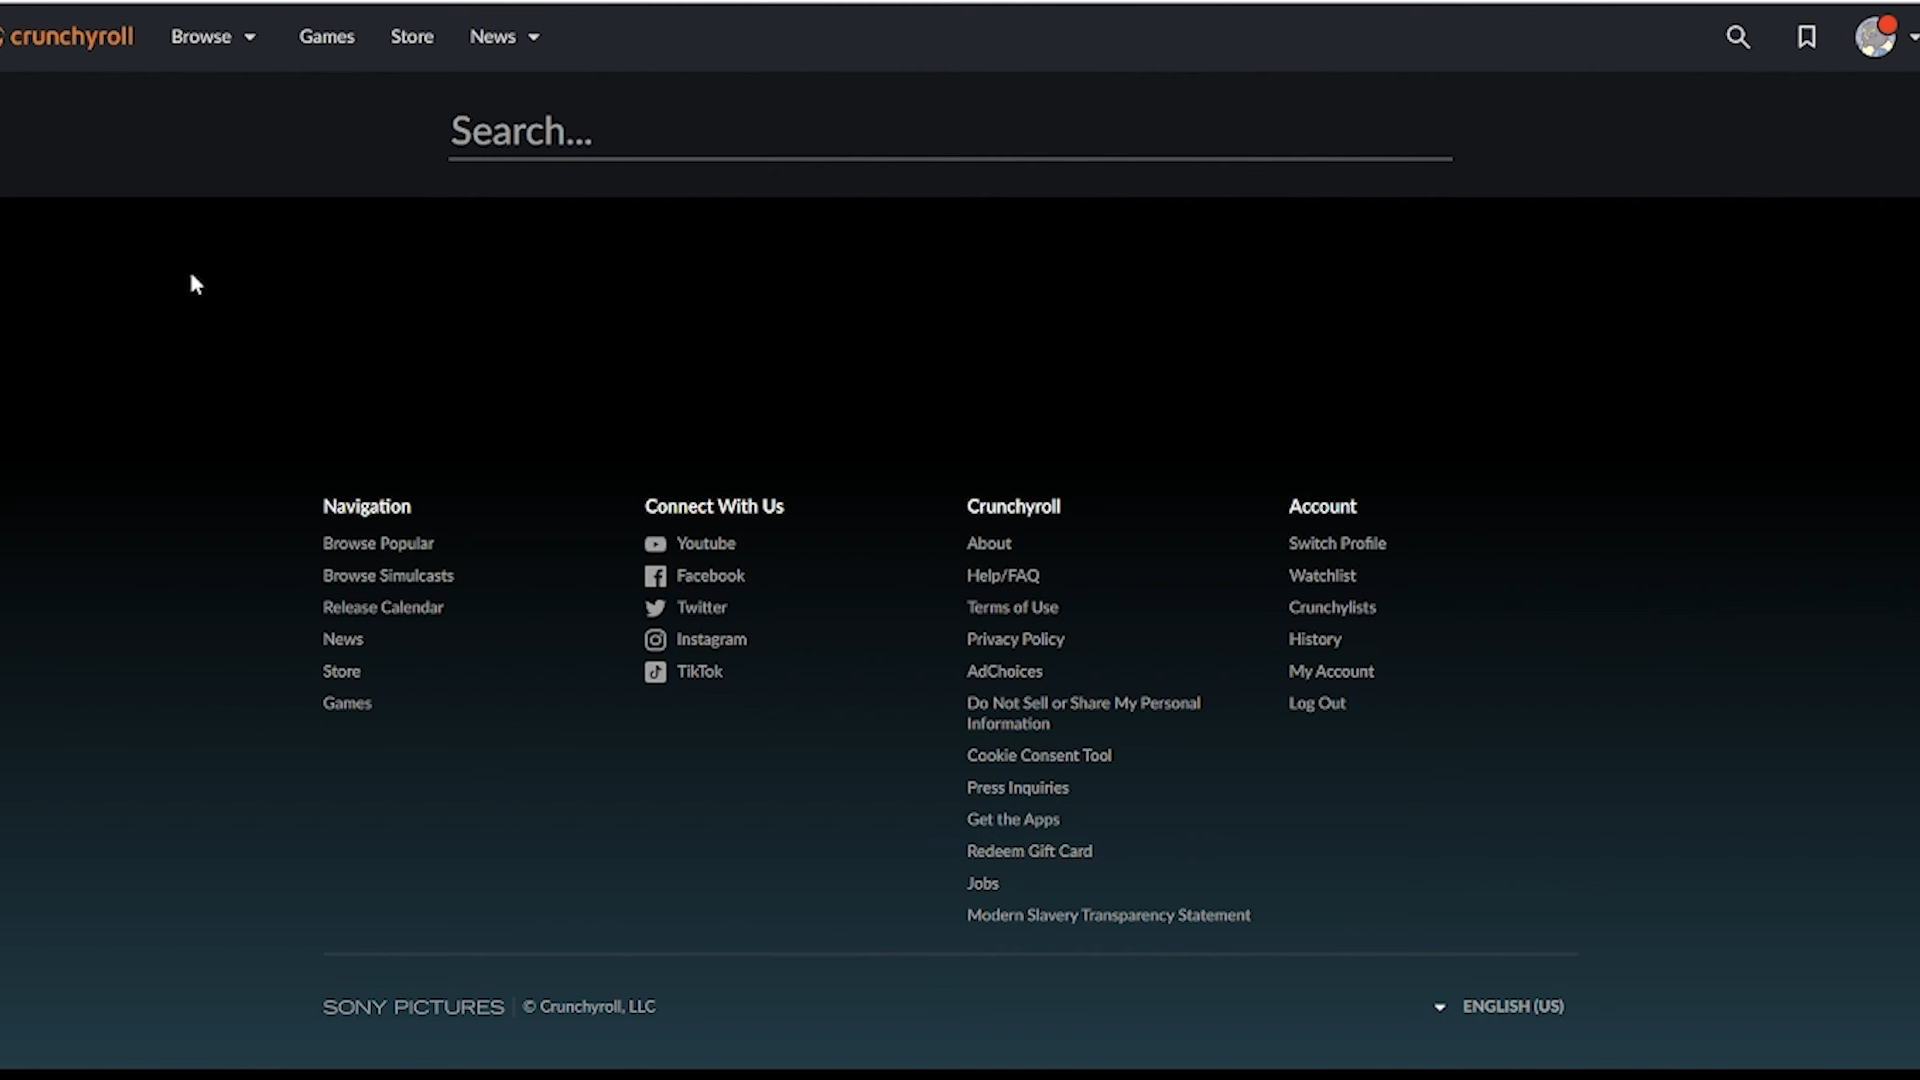 crunchyroll Browse Games Store News
Search...
Navigation
Browse Popular
Browse Simulcasts
Release Calendar
News
Store
Games
Connect With Us
Youtube
Facebook
Twitter
Instagram
TikTok
Crunchyroll
About
Help/FAQ
Terms of Use
Privacy Policy
AdChoices
Do Not Sell or Share My Personal
Information
Cookie Consent Tool
Press Inquiries
Get the Apps
Redeem Gift Card
Jobs
Modern Slavery Transparency Statement
Account
Switch Profile
Watchlist
Crunchylists
History
My Account
Log Out
SONY PICTURES © Crunchyroll, LLC
ENGLISH (US)